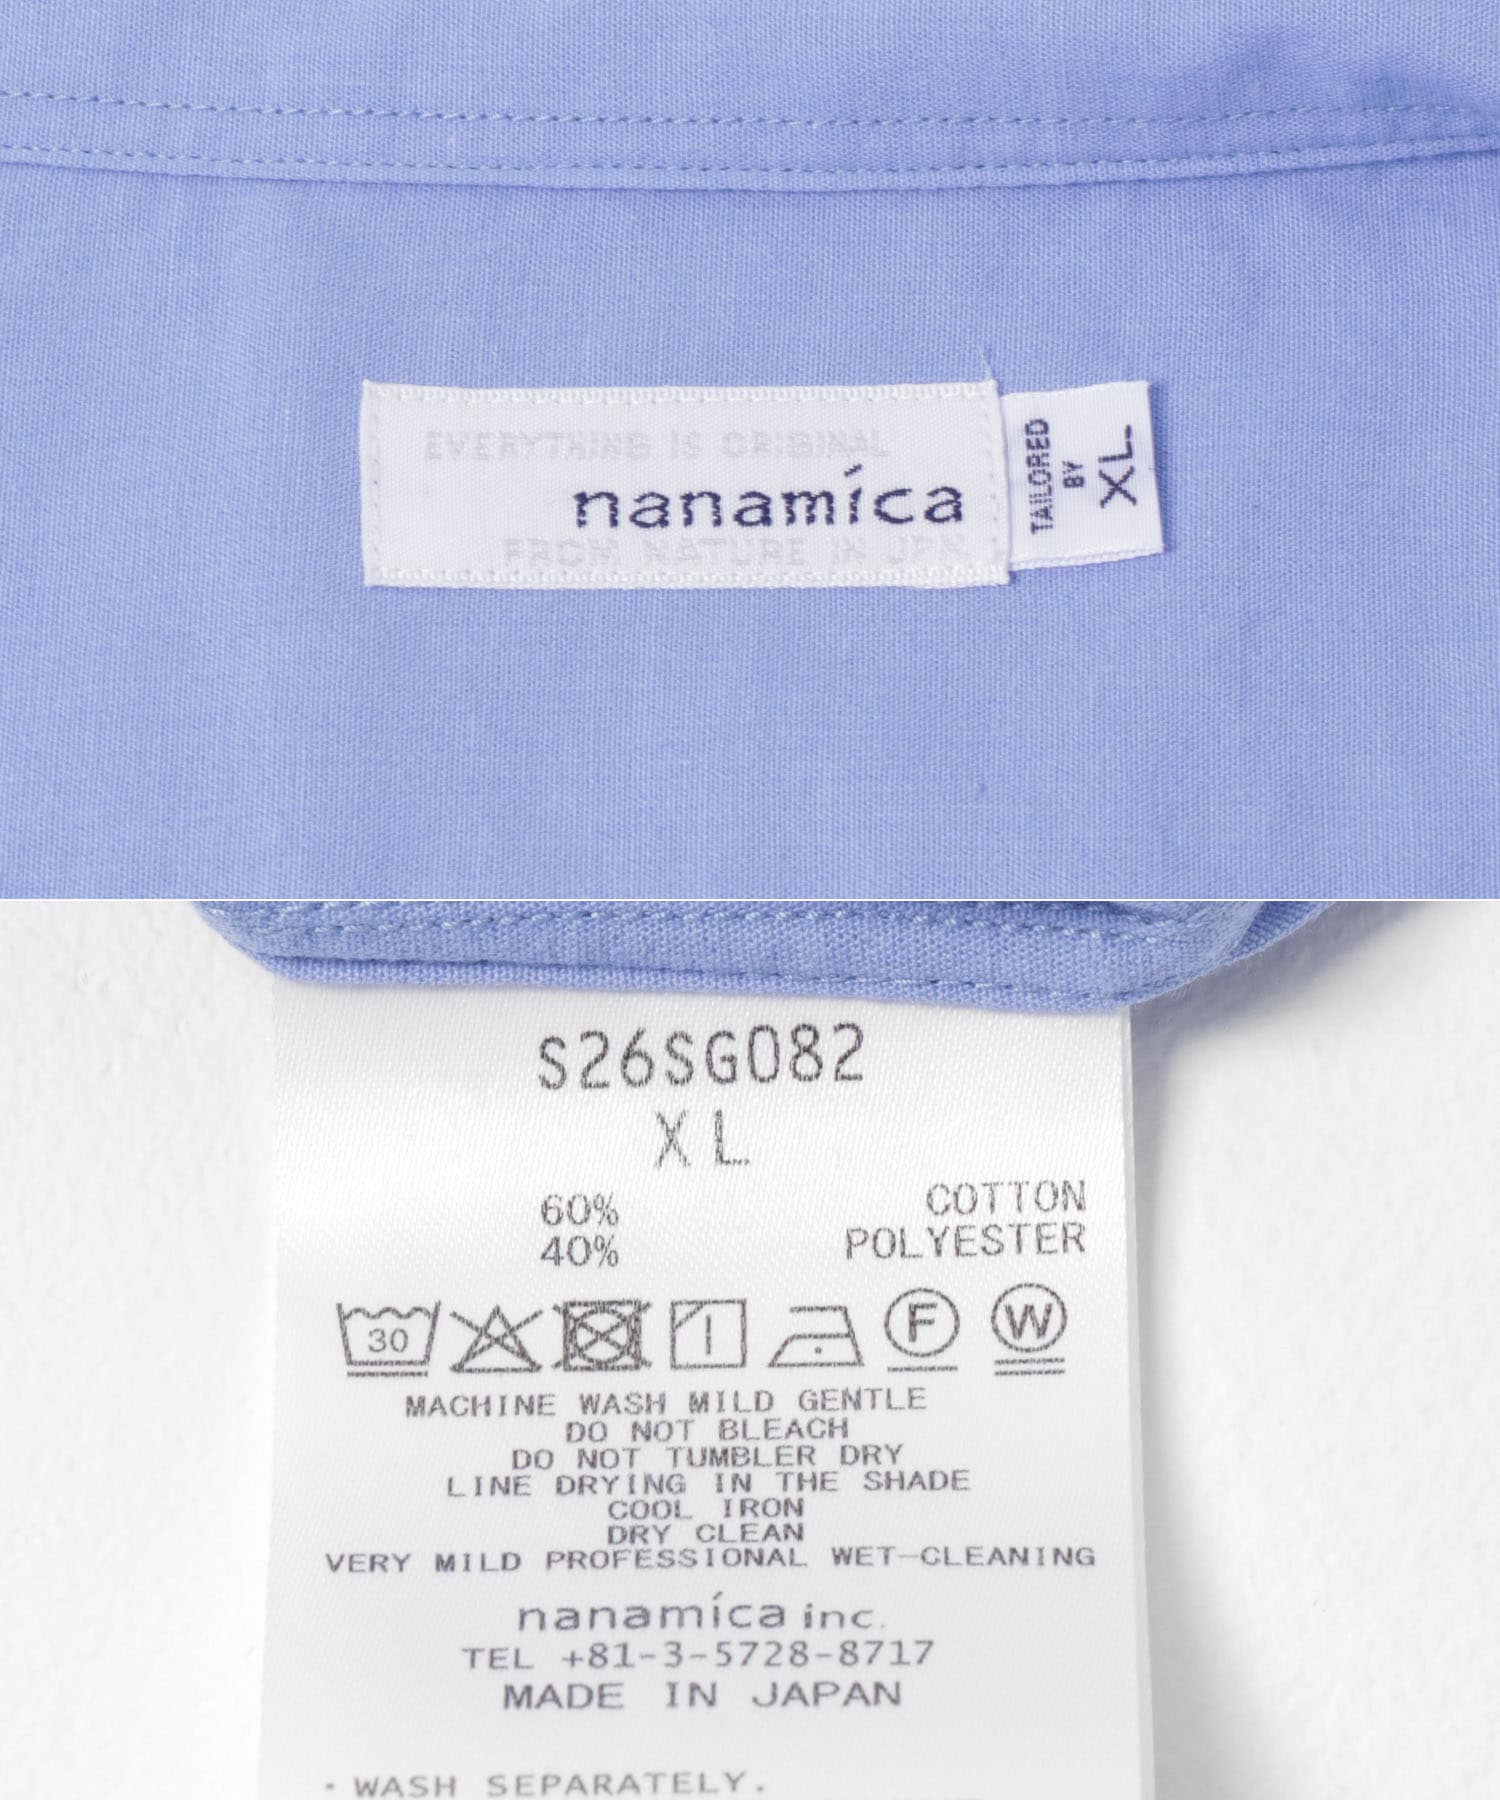 EVERYTHING IS ORIGINAL
nanamíca
FROM NATURE IN JPN
TAILORED
BY
XL
S26SG082
XL
60% COTTON
40% POLYESTER
30 F W
MACHINE WASH MILD GENTLE
DO NOT BLEACH
DO NOT TUMBLER DRY
LINE DRYING IN THE SHADE
COOL IRON
DRY CLEAN
VERY MILD PROFESSIONAL WET-CLEANING
nanamíca inc.
TEL +81-3-5728-8717
MADE IN JAPAN
・WASH SEPARATELY.